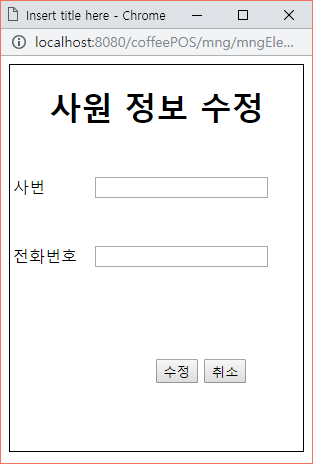 Insert title here - Chrome
localhost:8080/coffeePOS/mng/mngEle...
사원 정보 수정
사번
전화번호
수정 취소